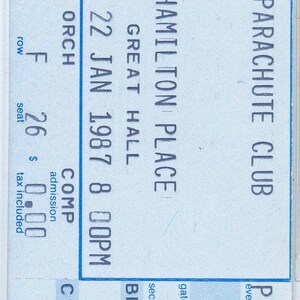 PARACHUTE CLUB
HAMILTON PLACE
GREAT HALL
22 JAN 1987 8 00PM
ORCH COMP C
row F seat 26 $ 0.00 admission tax included